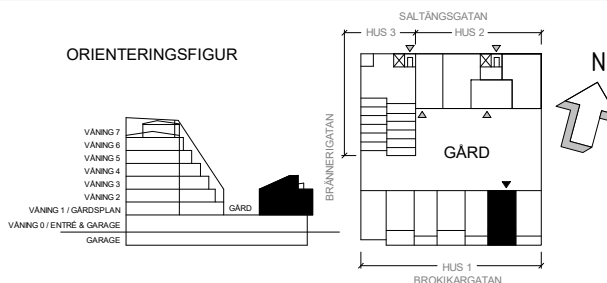 ORIENTERINGSFIGUR
VÅNING 7
VÅNING 6
VÅNING 5
VÅNING 4
VÅNING 3
VÅNING 2
VÅNING 1 / GÅRDSPLAN
GÅRD
VÅNING 0 / ENTRÉ & GARAGE
GARAGE
SALTÄNGSGATAN
HUS 3
HUS 2
BRÄNNERIGATAN
GÅRD
N
HUS 1
BROKIKARGATAN